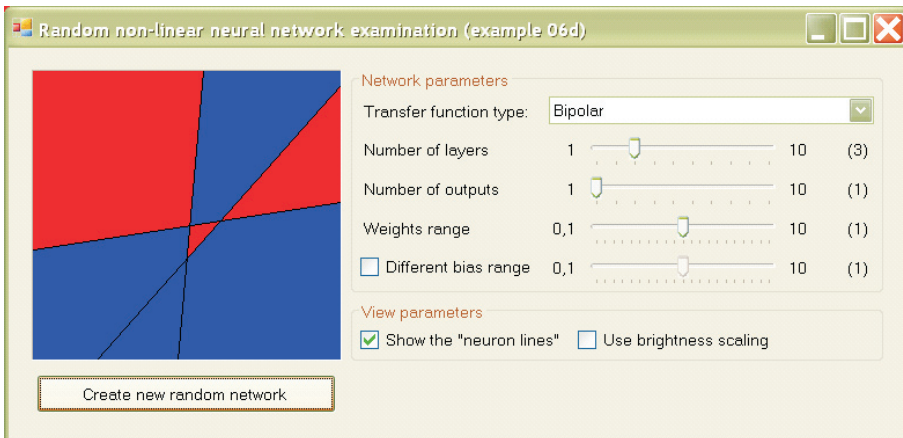 Random non-linear neural network examination (example 06d)
Network parameters
Transfer function type: Bipolar
Number of layers 1 10 (3)
Number of outputs 1 10 (1)
Weights range 0,1 10 (1)
Different bias range 0,1 10 (1)
View parameters
Show the "neuron lines" Use brightness scaling
Create new random network